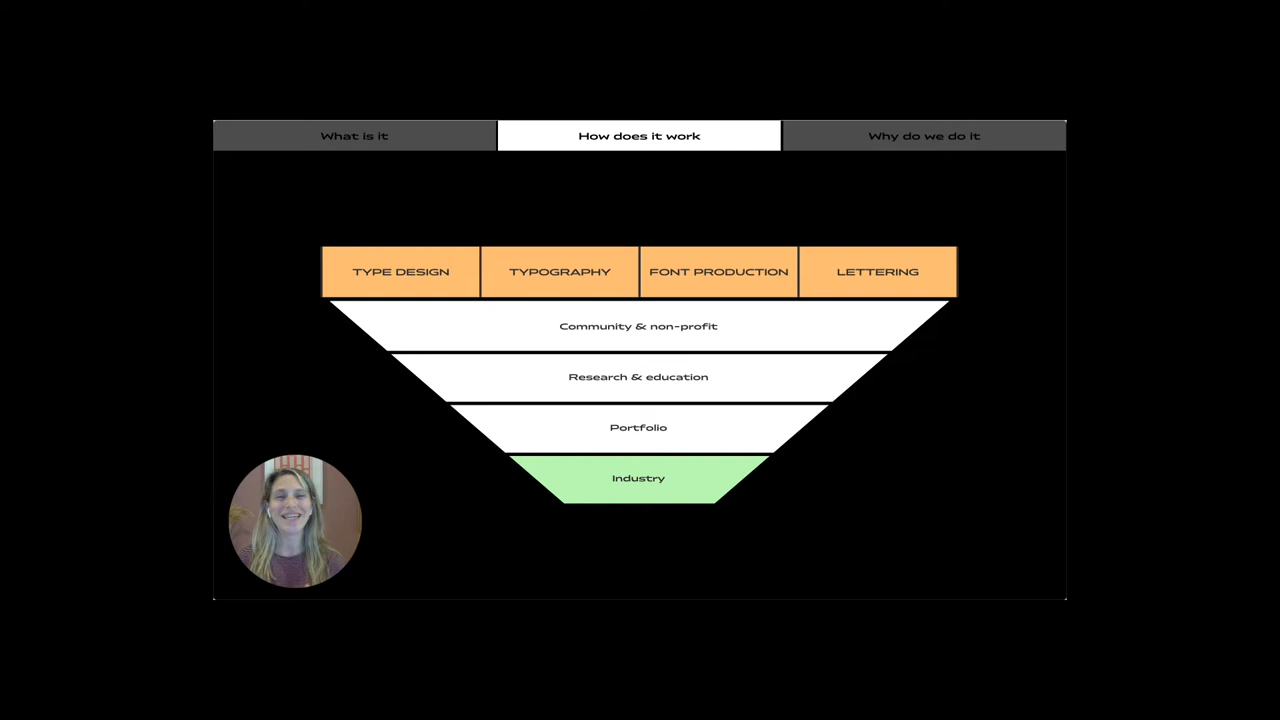 What is it
How does it work
Why do we do it
TYPE DESIGN
TYPOGRAPHY
FONT PRODUCTION
LETTERING
Community & non-profit
Research & education
Portfolio
Industry